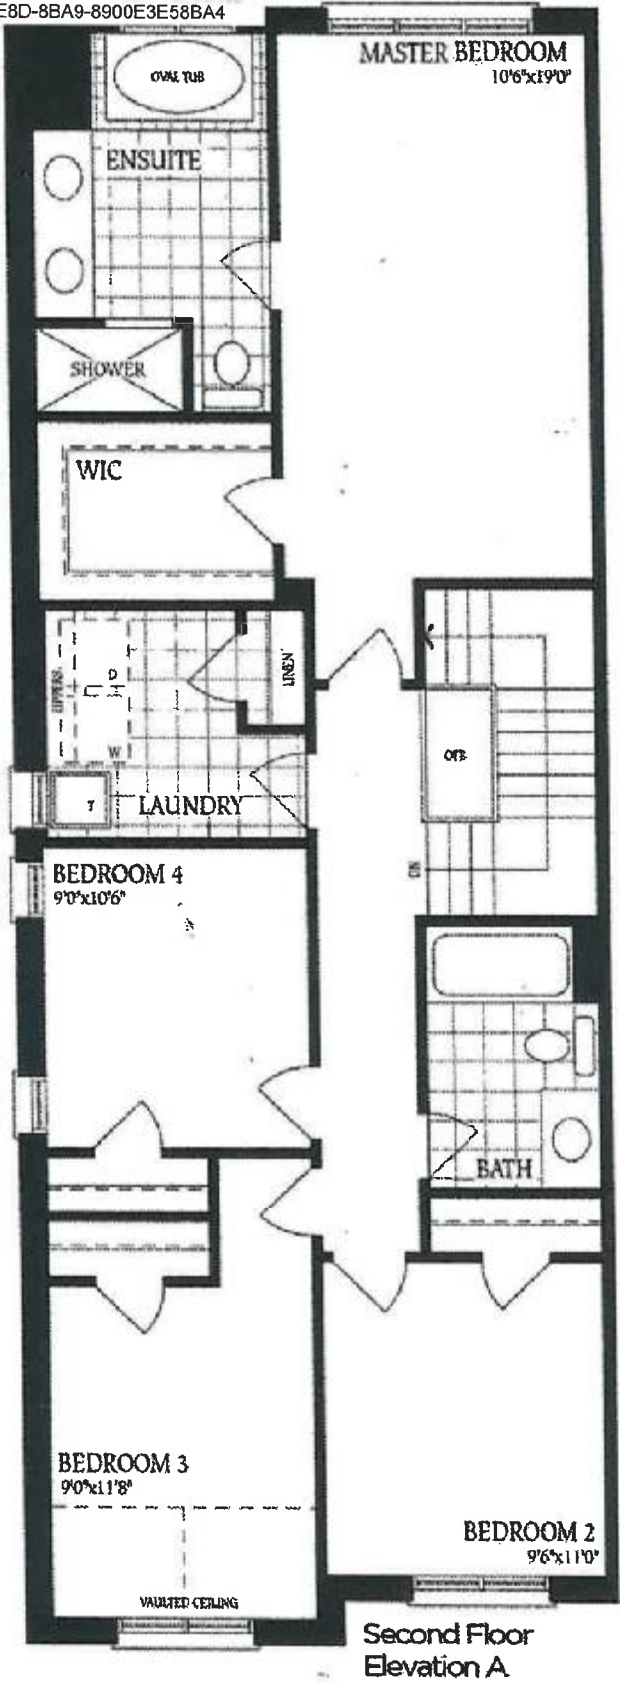 E8D-8BA9-8900E3E58BA4
MASTER BEDROOM
10'6"x19'0"
OVAL TUB
ENSUITE
SHOWER
WIC
LINEN
UPPERS
D
W
T
LAUNDRY
OTB
DN
BEDROOM 4
9'0"x10'6"
BATH
BEDROOM 3
9'0"x11'8"
BEDROOM 2
9'6"x11'0"
VAULTED CEILING
Second Floor
Elevation A